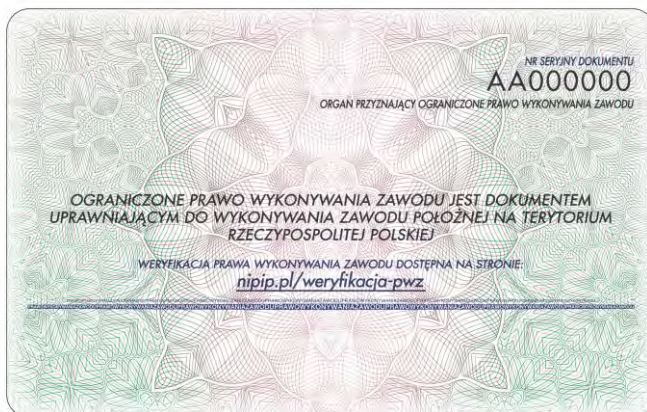 NR SERYJNY DOKUMENTU
AA000000
ORGAN PRZYZNAJĄCY OGRANICZONE PRAWO WYKONYWANIA ZAWODU
OGRANICZONE PRAWO WYKONYWANIA ZAWODU JEST DOKUMENTEM
UPRAWNIAJĄCYM DO WYKONYWANIA ZAWODU POŁOŻNEJ NA TERYTORIUM
RZECZYPOSPOLITEJ POLSKIEJ
WERYFIKACJA PRAWA WYKONYWANIA ZAWODU DOSTĘPNA NA STRONIE:
nipip.pl/weryfikacja-pwz